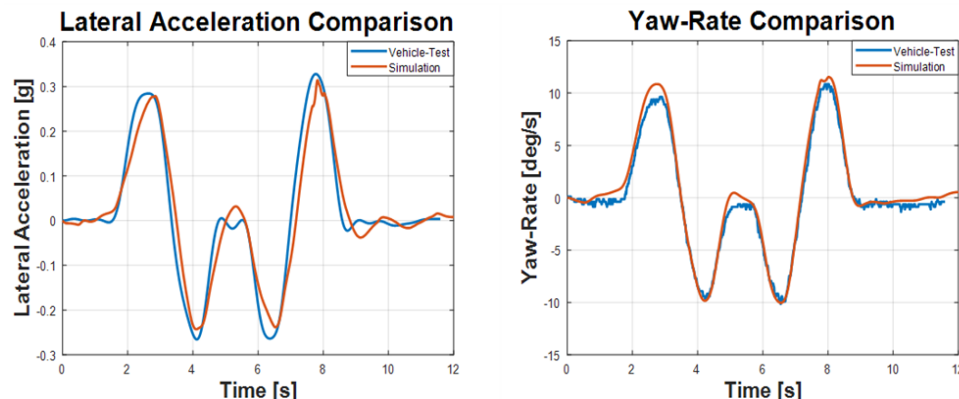 Lateral Acceleration Comparison
Lateral Acceleration [g]
0.4
0.3
0.2
0.1
0
-0.1
-0.2
-0.3
Vehicle-Test
Simulation
0 2 4 6 8 10 12
Time [s]
Yaw-Rate Comparison
Yaw-Rate [deg/s]
15
10
5
0
-5
-10
-15
Vehicle-Test
Simulation
0 2 4 6 8 10 12
Time [s]